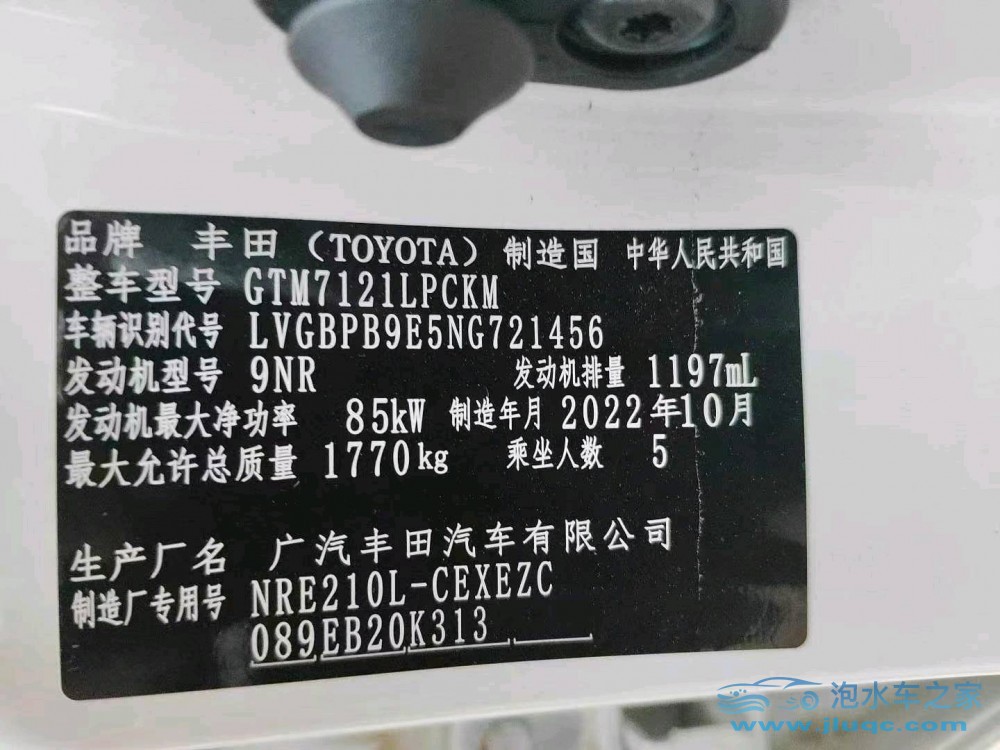 品牌 丰田（TOYOTA）制造国 中华人民共和国
整车型号 GTM7121LPCKM
车辆识别代号 LVGBPB9E5NG721456
发动机型号 9NR 发动机排量 1197mL
发动机最大净功率 85kW 制造年月 2022年10月
最大允许总质量 1770kg 乘坐人数 5
生产厂名 广汽丰田汽车有限公司
制造厂专用号 NRE210L-CEXEZC
089EB20K313
泡水车之家
www.jluqc.com